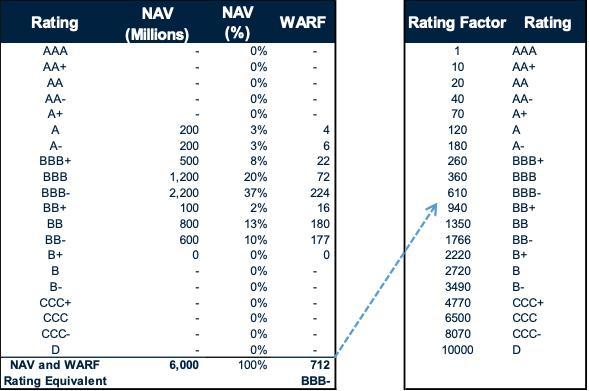 Rating NAV (Millions) NAV (%) WARF
AAA - 0% -
AA+ - 0% -
AA - 0% -
AA- - 0% -
A+ - 0% -
A 200 3% 4
A- 200 3% 6
BBB+ 500 8% 22
BBB 1,200 20% 72
BBB- 2,200 37% 224
BB+ 100 2% 16
BB 800 13% 180
BB- 600 10% 177
B+ 0 0% 0
B - 0% -
B- - 0% -
CCC+ - 0% -
CCC - 0% -
CCC- - 0% -
D - 0% -
NAV and WARF 6,000 100% 712
Rating Equivalent BBB-
Rating Factor Rating
1 AAA
10 AA+
20 AA
40 AA-
70 A+
120 A
180 A-
260 BBB+
360 BBB
610 BBB-
940 BB+
1350 BB
1766 BB-
2220 B+
2720 B
3490 B-
4770 CCC+
6500 CCC
8070 CCC-
10000 D